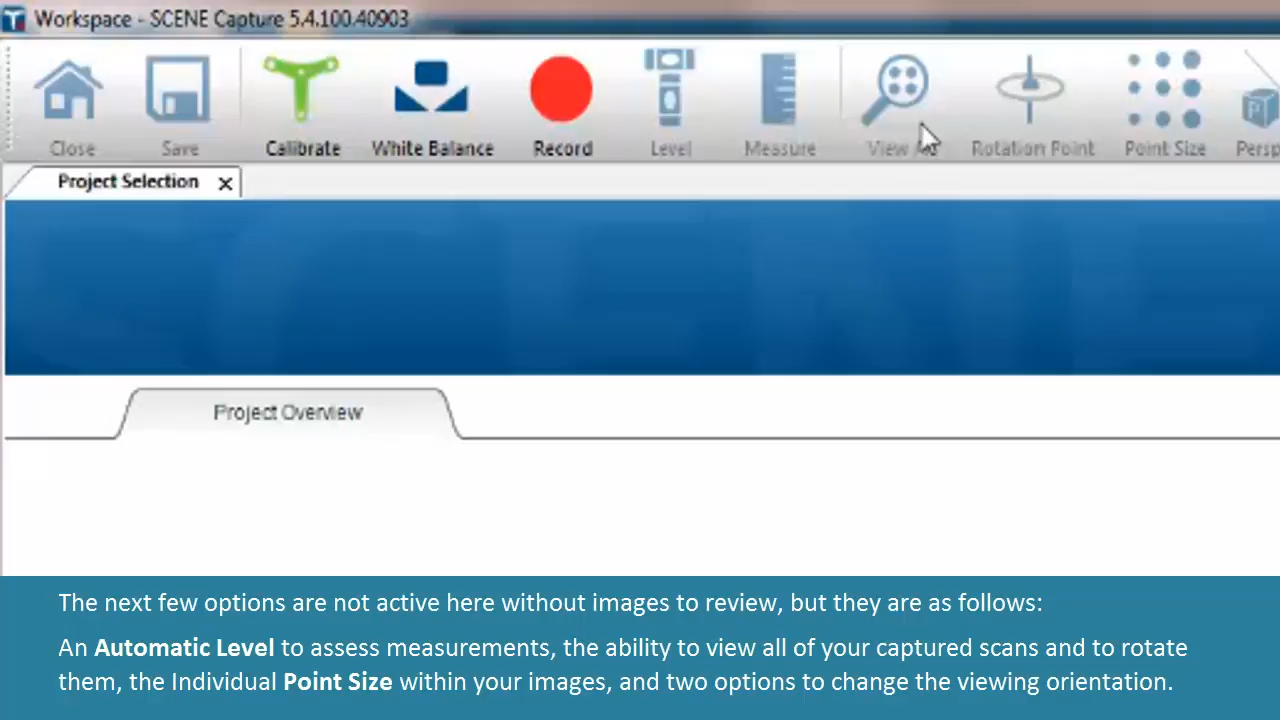 Workspace - SCENE Capture 5.4.100.40903
Close Save Calibrate White Balance Record Level Measure View Rotation Point Point Size Persp
Project Selection x
Project Overview
The next few options are not active here without images to review, but they are as follows:
An Automatic Level to assess measurements, the ability to view all of your captured scans and to rotate
them, the Individual Point Size within your images, and two options to change the viewing orientation.